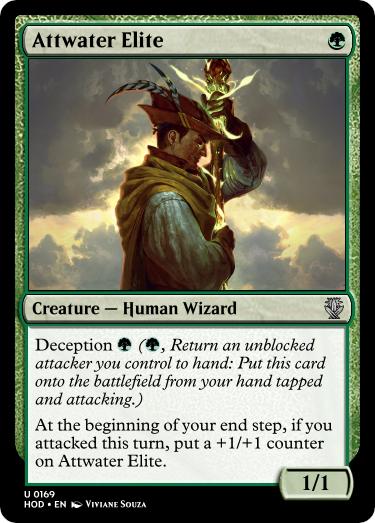 Attwater Elite
Creature — Human Wizard
Deception (, Return an unblocked
attacker you control to hand: Put this card
onto the battlefield from your hand tapped
and attacking.)
At the beginning of your end step, if you
attacked this turn, put a +1/+1 counter
on Attwater Elite.
1/1
U 0169
HOD • EN Viviane Souza